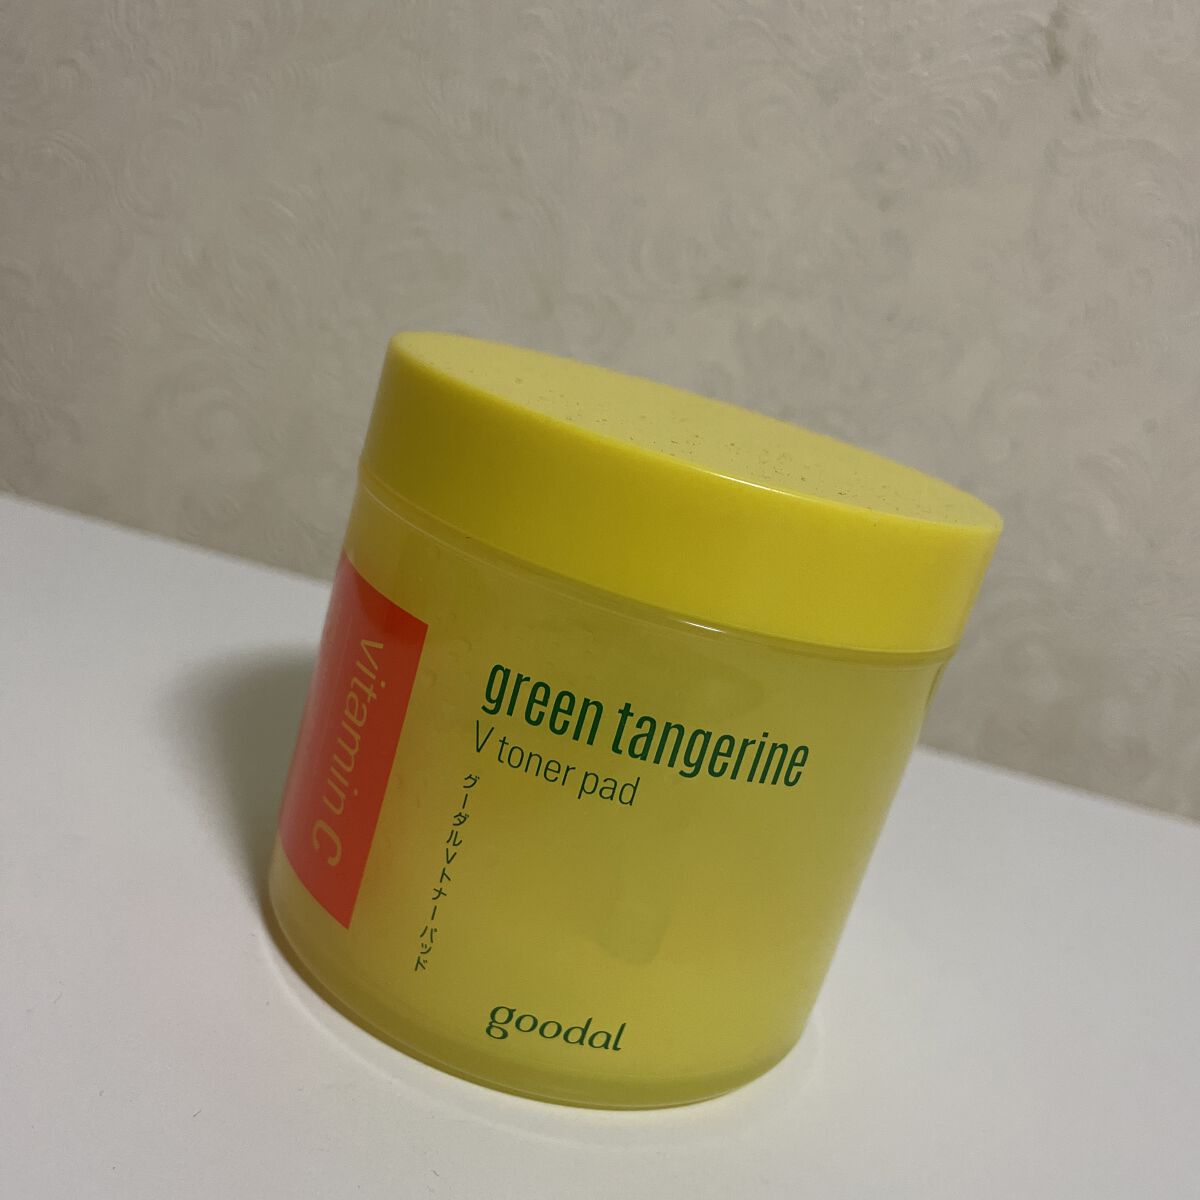 vitamin C
green tangerine
V toner pad
グーダルVトナーパッド
goodal